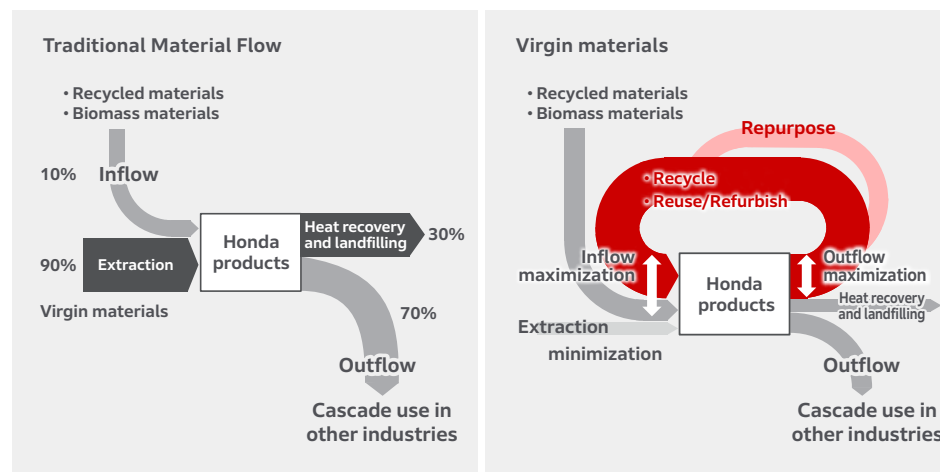 Traditional Material Flow
• Recycled materials
• Biomass materials
10%
Inflow
90%
Extraction
Virgin materials
Honda
products
Heat recovery
and landfilling
30%
70%
Outflow
Cascade use in
other industries
Virgin materials
• Recycled materials
• Biomass materials
Repurpose
• Recycle
• Reuse/Refurbish
Inflow
maximization
Extraction
minimization
Honda
products
Outflow
maximization
Heat recovery
and landfilling
Outflow
Cascade use in
other industries